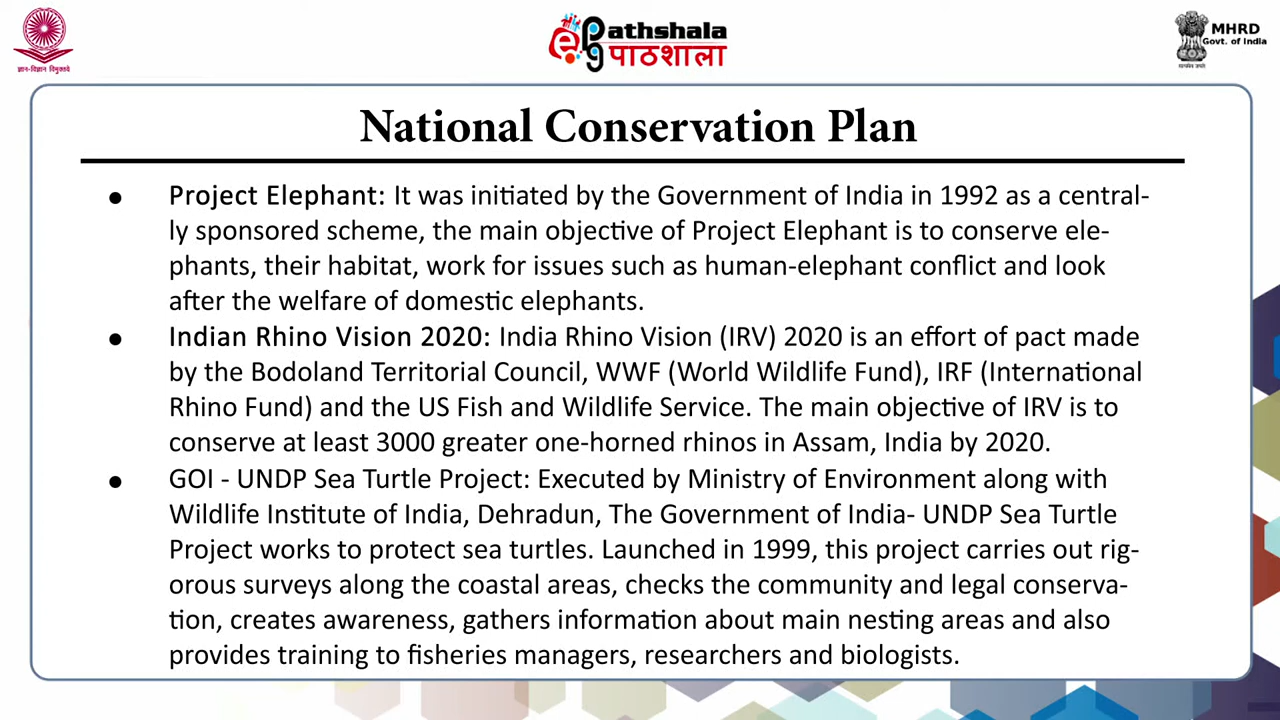 ज्ञान-विज्ञान विमुक्तये
ePathshala
पाठशाला
MHRD
Govt. of India
सत्यमेव जयते
National Conservation Plan
● Project Elephant: It was initiated by the Government of India in 1992 as a central-
ly sponsored scheme, the main objective of Project Elephant is to conserve ele-
phants, their habitat, work for issues such as human-elephant conflict and look
after the welfare of domestic elephants.
● Indian Rhino Vision 2020: India Rhino Vision (IRV) 2020 is an effort of pact made
by the Bodoland Territorial Council, WWF (World Wildlife Fund), IRF (International
Rhino Fund) and the US Fish and Wildlife Service. The main objective of IRV is to
conserve at least 3000 greater one-horned rhinos in Assam, India by 2020.
● GOI - UNDP Sea Turtle Project: Executed by Ministry of Environment along with
Wildlife Institute of India, Dehradun, The Government of India- UNDP Sea Turtle
Project works to protect sea turtles. Launched in 1999, this project carries out rig-
orous surveys along the coastal areas, checks the community and legal conserva-
tion, creates awareness, gathers information about main nesting areas and also
provides training to fisheries managers, researchers and biologists.